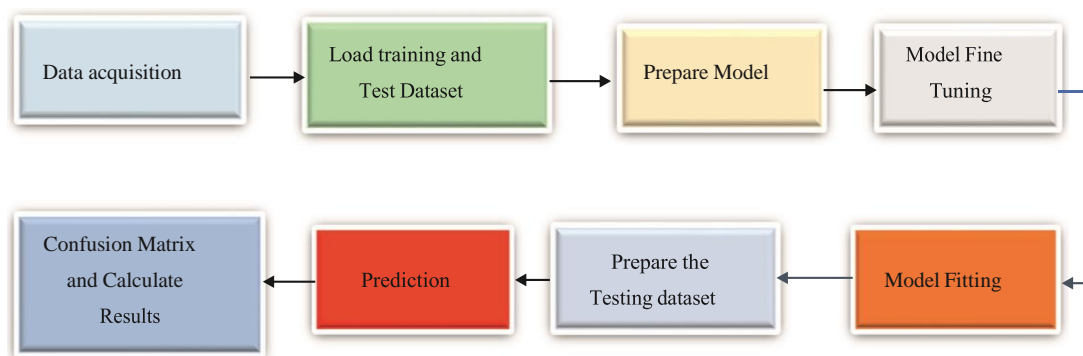 Data acquisition
Load training and
Test Dataset
Prepare Model
Model Fine
Tuning
Confusion Matrix
and Calculate
Results
Prediction
Prepare the
Testing dataset
Model Fitting